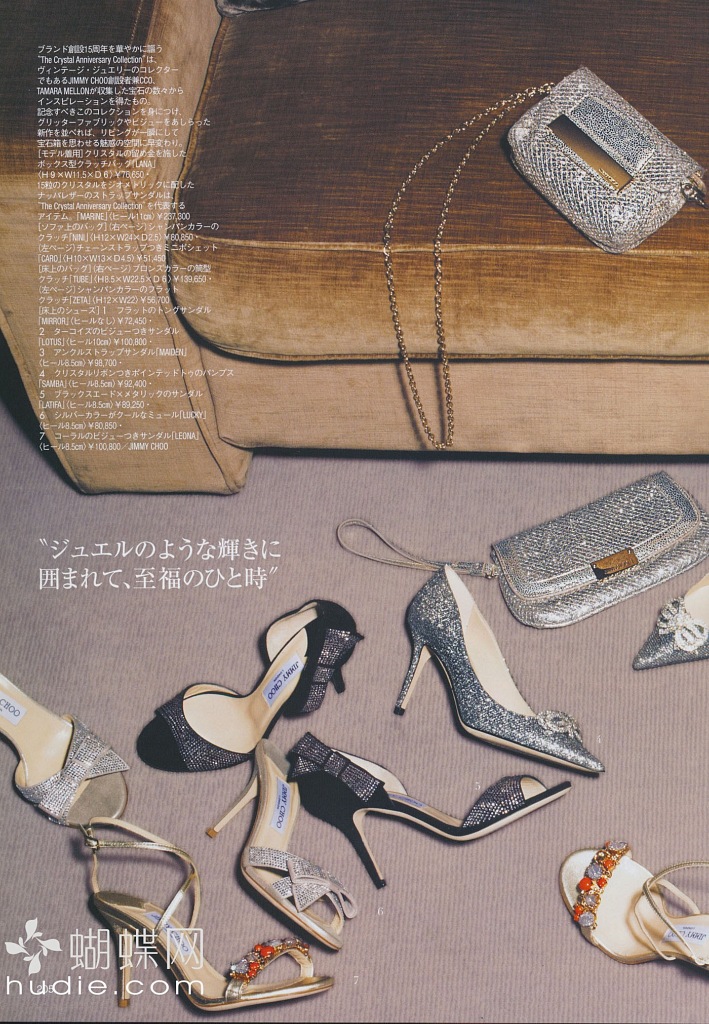 ブランド創設15周年を華やかに謳う
"The Crystal Anniversary Collection"は、
ヴィンテージ・ジュエリーのコレクター
でもあるJIMMY CHOO創設者兼CCO、
TAMARA MELLONが収集した宝石の数々から
インスピレーションを得たもの。
記念すべきこのコレクションを身につけ、
グリッターファブリックやビジューをあしらった
新作を並べれば、リビングが一瞬にして
宝石箱を思わせる魅惑の空間に早変わり。
[モデル着用]クリスタルの留め金を施した
ボックス型クラッチバッグ「LANA」
〈H9×W11.5×D6〉¥76,650・
15粒のクリスタルをジオメトリックに配した
ナッパレザーのストラップサンダルは、
"The Crystal Anniversary Collection"を代表する
アイテム。「MARINE」〈ヒール11cm〉¥237,300
[ソファ上のバッグ]〈右ページ〉シャンパンカラーの
クラッチ「NINI」〈H12×W24×D2.5〉¥80,850・
〈左ページ〉チェーンストラップつきミニポシェット
「CARO」〈H10×W13×D4.5〉¥51,450
[床上のバッグ]〈右ページ〉ブロンズカラーの筒型
クラッチ「TUBE」〈H8.5×W22.5×D6〉¥139,650・
〈左ページ〉シャンパンカラーのフラット
クラッチ「ZETA」〈H12×W22〉¥56,700
[床上のシューズ]1 フラットのトングサンダル
「MIRROR」〈ヒールなし〉¥72,450・
2 ターコイズのビジューつきサンダル
「LOTUS」〈ヒール10cm〉¥100,800・
3 アンクルストラップサンダル「MAIDEN」
〈ヒール8.5cm〉¥98,700・
4 クリスタルリボンつきポインテッドトゥのパンプス
「SAMBA」〈ヒール8.5cm〉¥92,400・
5 ブラックスエード×メタリックのサンダル
「LATIFA」〈ヒール8.5cm〉¥89,250・
6 シルバーカラーがクールなミュール「LUCKY」
〈ヒール8.5cm〉¥80,850・
7 コーラルのビジューつきサンダル「LEONA」
〈ヒール8.5cm〉¥100,800/JIMMY CHOO
〝ジュエルのような輝きに
囲まれて、至福のひと時〟
JIMMY CHOO
CHOO
4
5
JIMMY CHOO
6
7
蝴蝶网
hudie.com
205